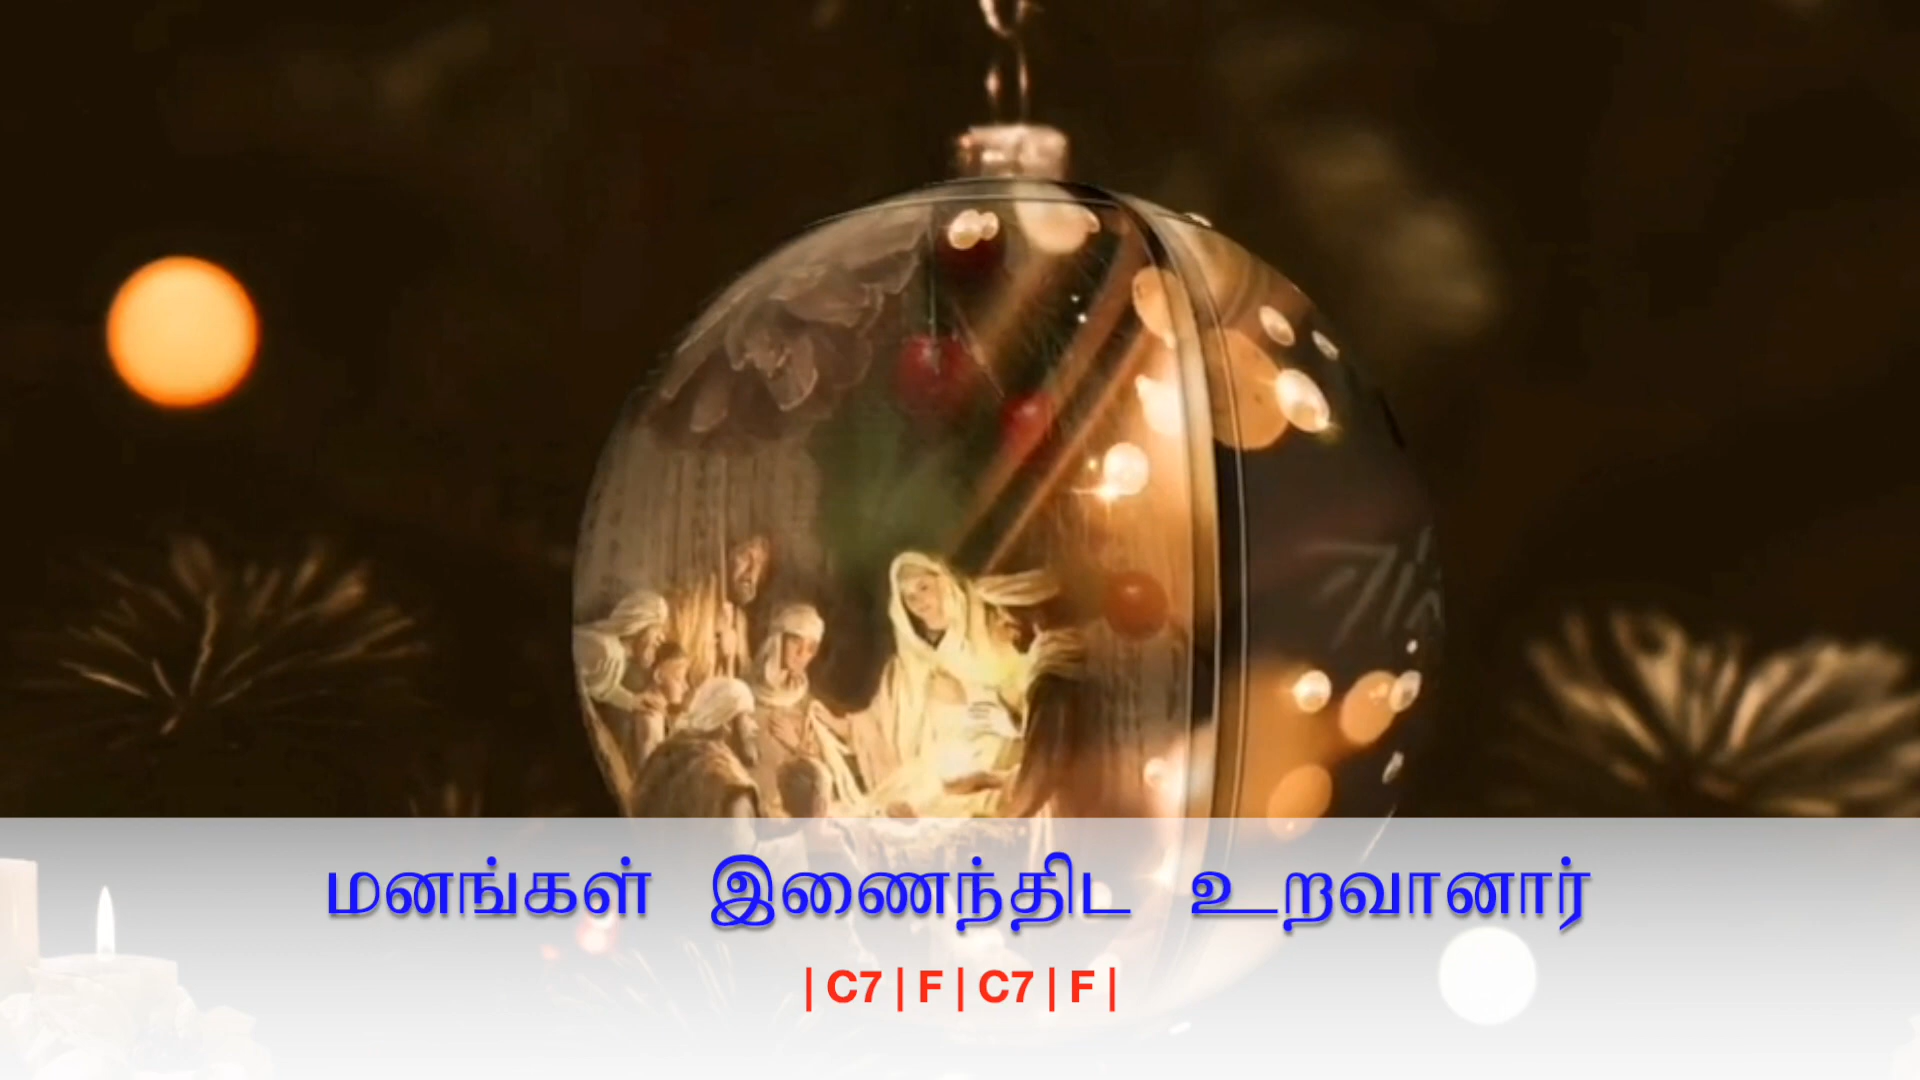 மனங்கள் இணைந்திட உறவானார்
| C7 | F | C7 | F |